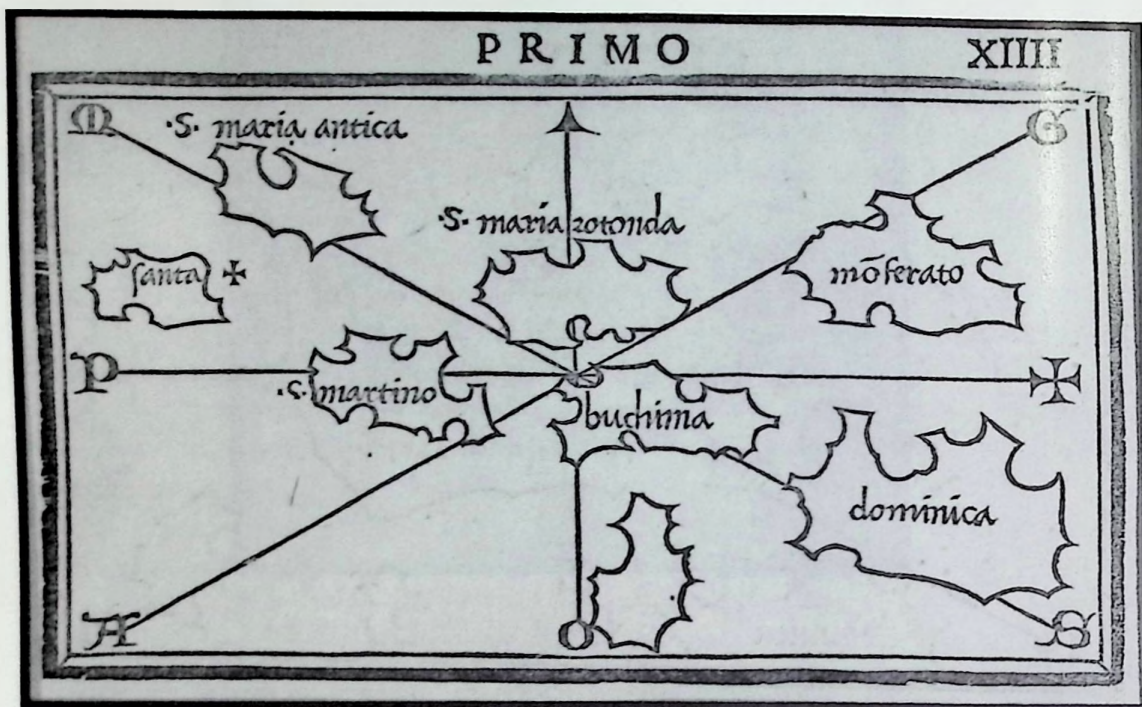 PRIMO XIIII
M G
·S· maria antica
·S· maria rotonda
santa ✠
mōferato
P
·S· martino
buchima
dominica
A O S